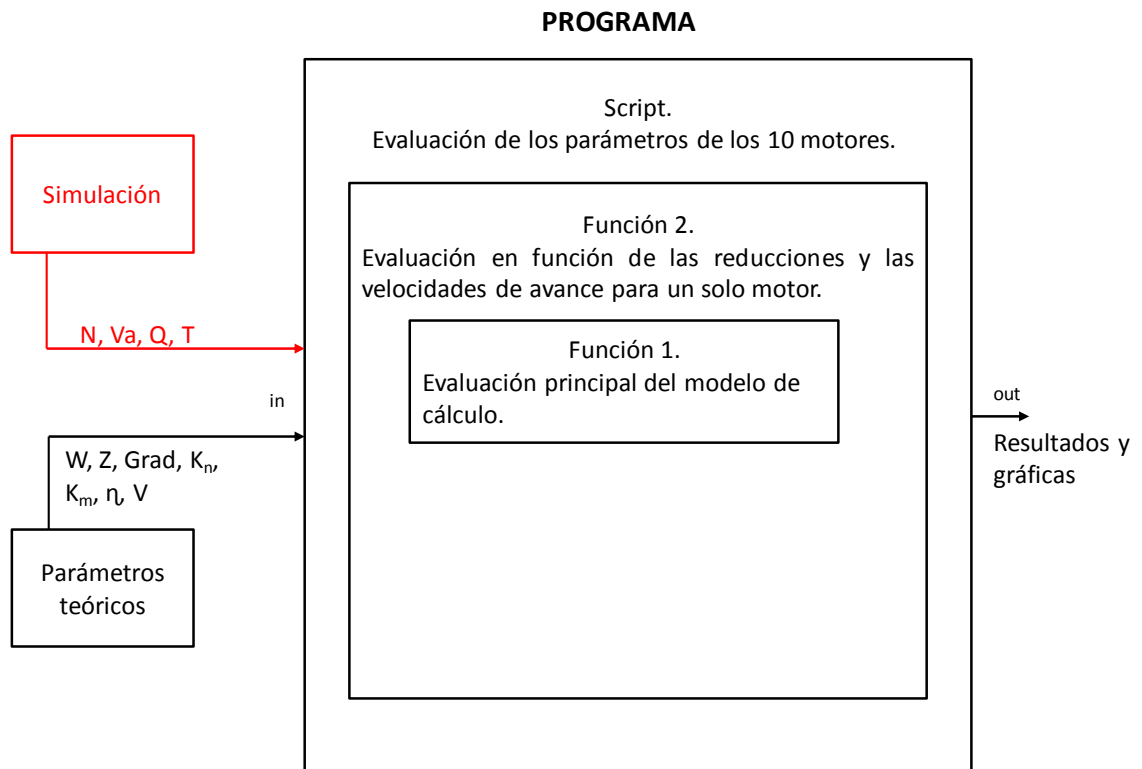 PROGRAMA
Script.
Evaluación de los parámetros de los 10 motores.
Simulación
Función 2.
Evaluación en función de las reducciones y las
velocidades de avance para un solo motor.
N, Va, Q, T
Función 1.
Evaluación principal del modelo de
cálculo.
in
out
W, Z, Grad, Kn,
Km, η, V
Resultados y
gráficas
Parámetros
teóricos